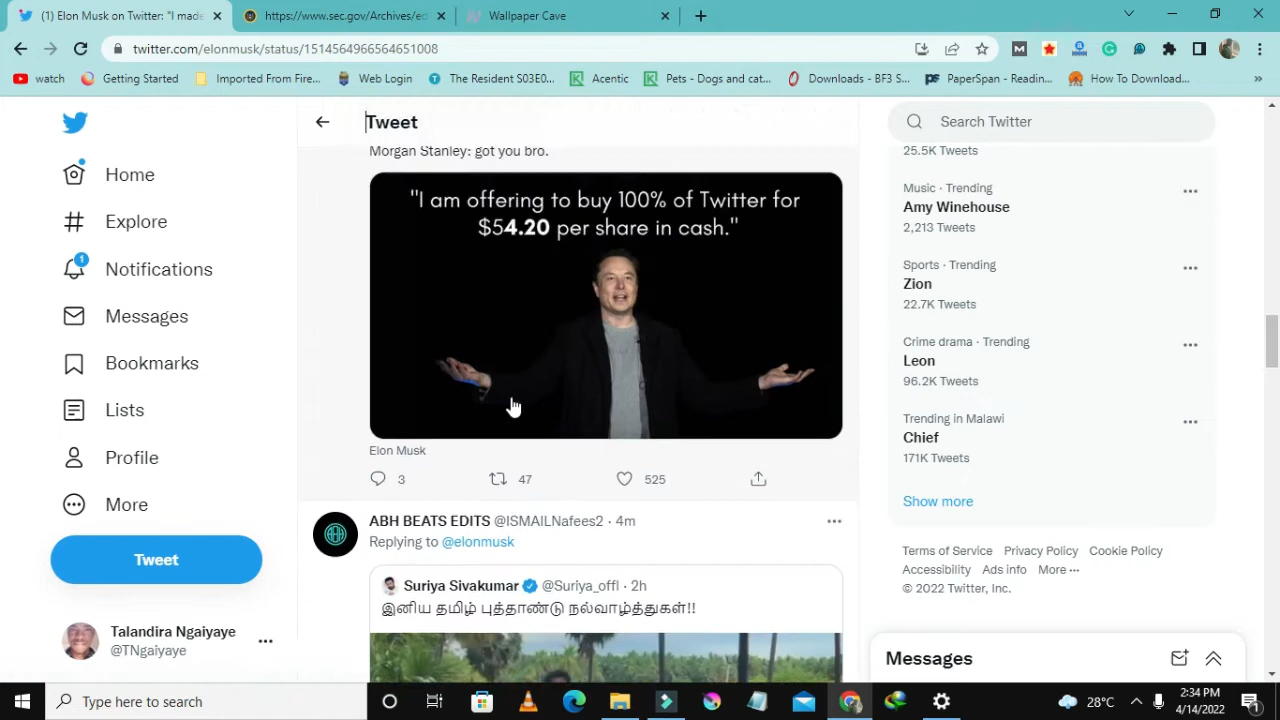 (1) Elon Musk on Twitter: "I made
https://www.sec.gov/Archives/ed
Wallpaper Cave
twitter.com/elonmusk/status/1514564966564651008
watch
Getting Started
Imported From Fire...
Web Login
The Resident S03E0...
Acentic
Pets - Dogs and cat...
Downloads - BF3 S...
PaperSpan - Readin...
How To Download...
Home
Explore
1
Notifications
Messages
Bookmarks
Lists
Profile
More
Tweet
Talandira Ngaiyaye
@TNgaiyaye
Tweet
Morgan Stanley: got you bro.
"I am offering to buy 100% of Twitter for
$54.20 per share in cash."
Elon Musk
3 47 525
ABH BEATS EDITS @ISMAILNafees2 · 4m
Replying to @elonmusk
Suriya Sivakumar @Suriya_offl · 2h
இனிய தமிழ் புத்தாண்டு நல்வாழ்த்துகள்!!
Search Twitter
25.5K Tweets
Music · Trending
Amy Winehouse
2,213 Tweets
Sports · Trending
Zion
22.7K Tweets
Crime drama · Trending
Leon
96.2K Tweets
Trending in Malawi
Chief
171K Tweets
Show more
Terms of Service Privacy Policy Cookie Policy
Accessibility Ads info More ···
© 2022 Twitter, Inc.
Messages
Type here to search
28°C
2:34 PM
4/14/2022
1